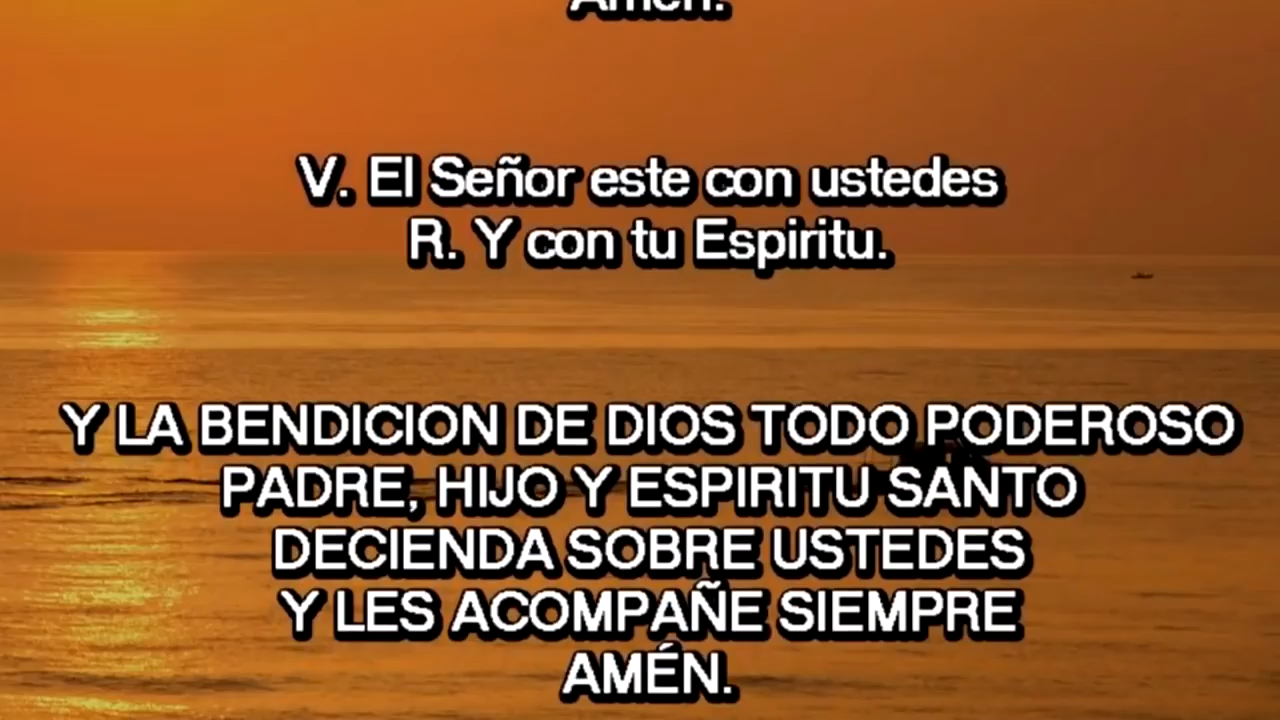 Amén.
V. El Señor este con ustedes
R. Y con tu Espiritu.
Y LA BENDICION DE DIOS TODO PODEROSO
PADRE, HIJO Y ESPIRITU SANTO
DECIENDA SOBRE USTEDES
Y LES ACOMPAÑE SIEMPRE
AMÉN.